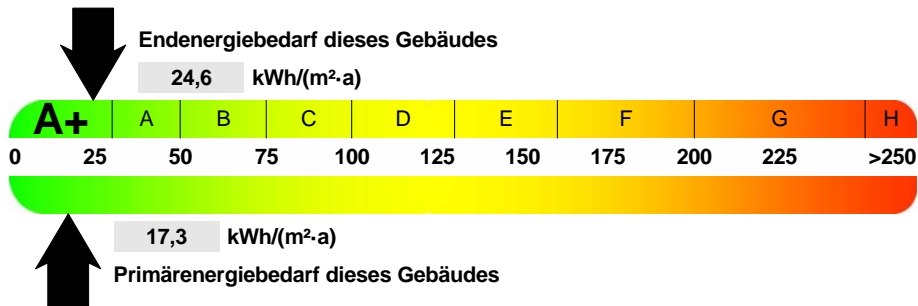 Endenergiebedarf dieses Gebäudes
24,6 kWh/(m²·a)
A+ A B C D E F G H
0 25 50 75 100 125 150 175 200 225 >250
17,3 kWh/(m²·a)
Primärenergiebedarf dieses Gebäudes